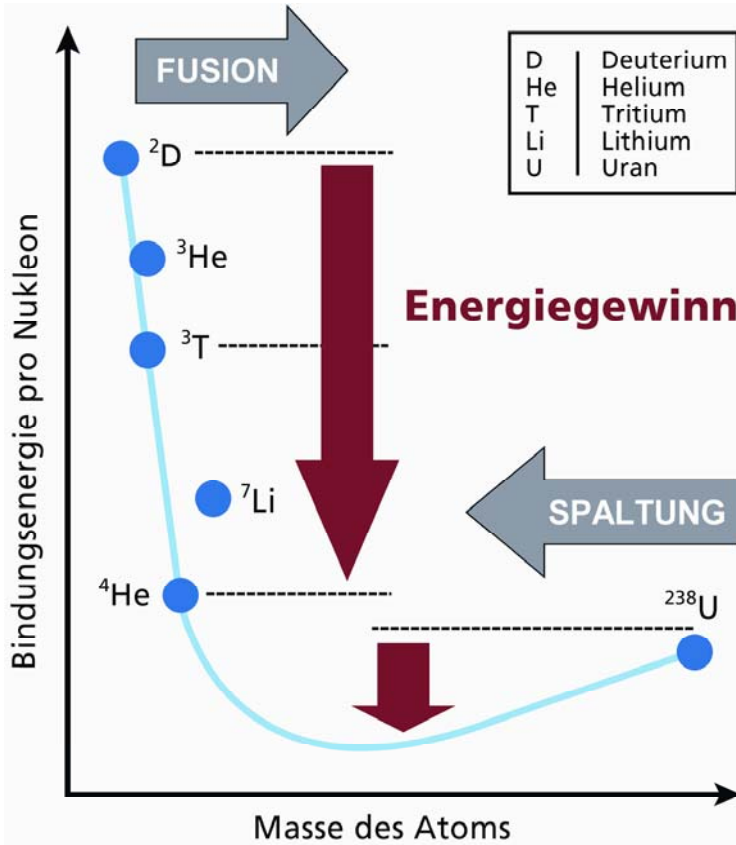 FUSION
D Deuterium
He Helium
T Tritium
Li Lithium
U Uran
²D
³He
Energiegewinn
³T
⁷Li
SPALTUNG
⁴He
²³⁸U
Bindungsenergie pro Nukleon
Masse des Atoms